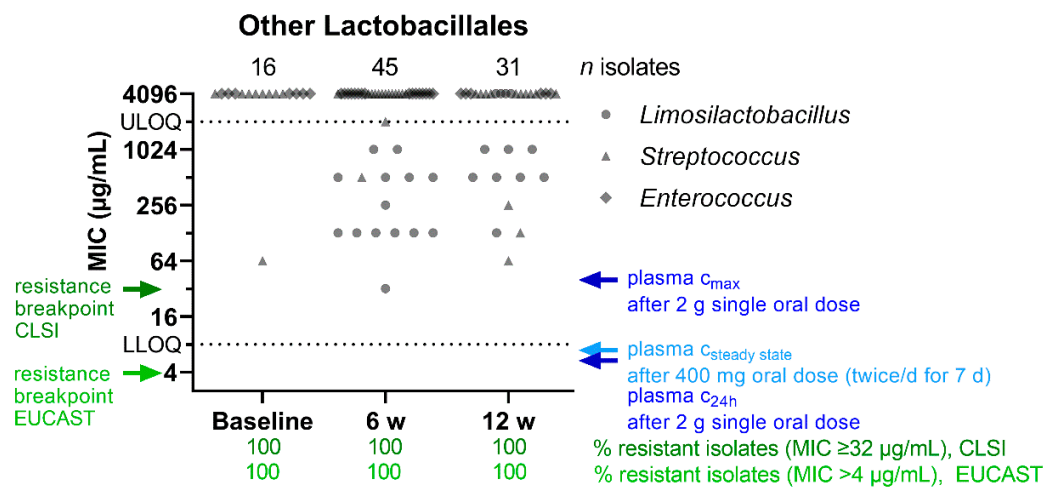 Other Lactobacillales
16 45 31 n isolates
4096
ULOQ
1024
256
64
16
LLOQ
4
MIC (µg/mL)
Limosilactobacillus
Streptococcus
Enterococcus
resistance
breakpoint
CLSI
resistance
breakpoint
EUCAST
plasma cmax
after 2 g single oral dose
plasma csteady state
after 400 mg oral dose (twice/d for 7 d)
plasma c24h
after 2 g single oral dose
Baseline 6 w 12 w
100 100 100 % resistant isolates (MIC ≥32 µg/mL), CLSI
100 100 100 % resistant isolates (MIC >4 µg/mL), EUCAST